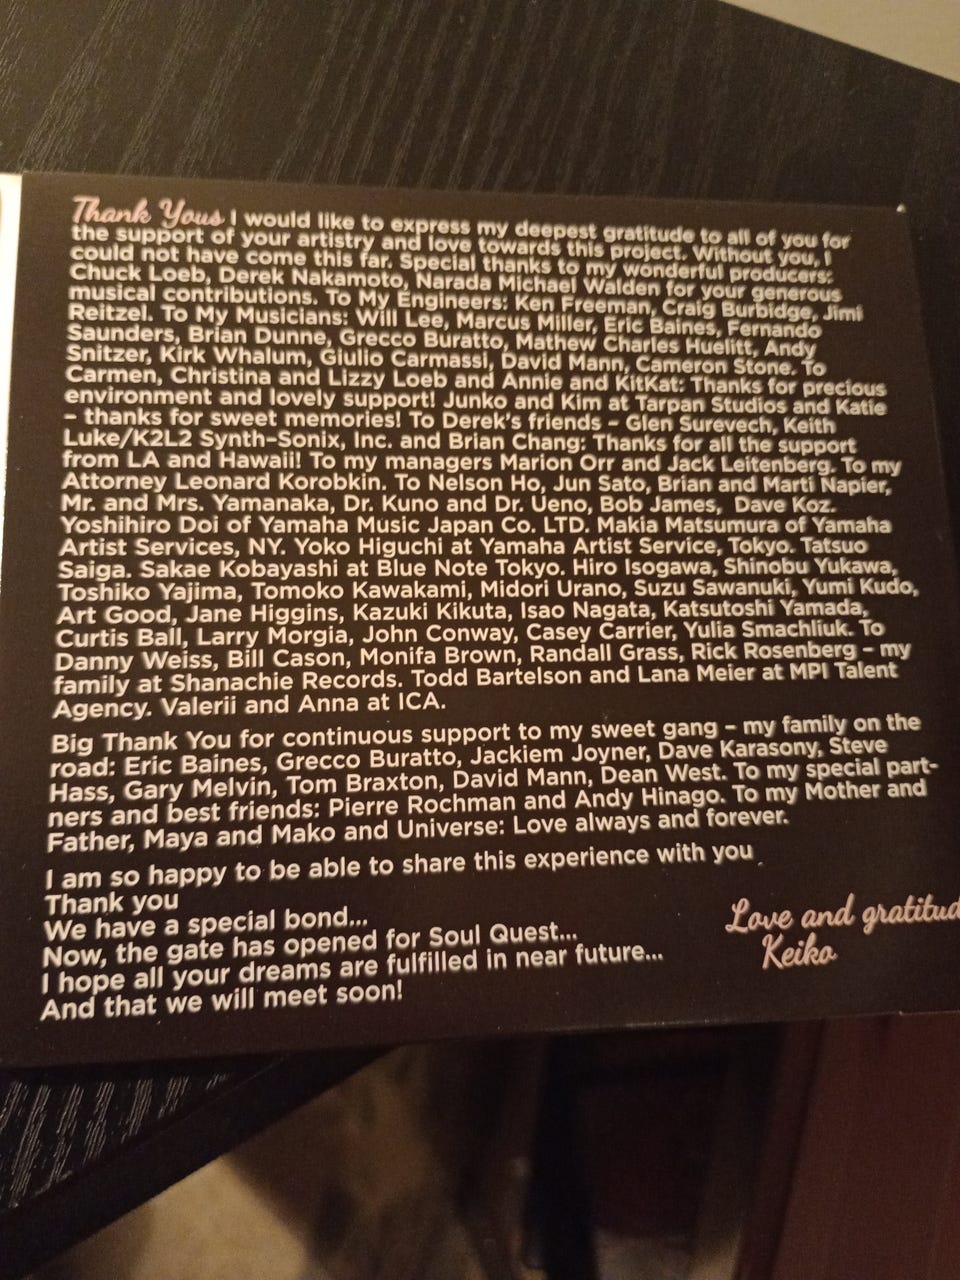 Thank Yous I would like to express my deepest gratitude to all of you for
the support of your artistry and love towards this project. Without you, I
could not have come this far. Special thanks to my wonderful producers:
Chuck Loeb, Derek Nakamoto, Narada Michael Walden for your generous
musical contributions. To My Engineers: Ken Freeman, Craig Burbidge, Jimi
Reitzel. To My Musicians: Will Lee, Marcus Miller, Eric Baines, Fernando
Saunders, Brian Dunne, Grecco Buratto, Mathew Charles Huelitt, Andy
Snitzer, Kirk Whalum, Giulio Carmassi, David Mann, Cameron Stone. To
Carmen, Christina and Lizzy Loeb and Annie and KitKat: Thanks for precious
environment and lovely support! Junko and Kim at Tarpan Studios and Katie
– thanks for sweet memories! To Derek's friends – Glen Surevech, Keith
Luke/K2L2 Synth-Sonix, Inc. and Brian Chang: Thanks for all the support
from LA and Hawaii! To my managers Marion Orr and Jack Leitenberg. To my
Attorney Leonard Korobkin. To Nelson Ho, Jun Sato, Brian and Marti Napier,
Mr. and Mrs. Yamanaka, Dr. Kuno and Dr. Ueno, Bob James, Dave Koz.
Yoshihiro Doi of Yamaha Music Japan Co. LTD. Makia Matsumura of Yamaha
Artist Services, NY. Yoko Higuchi at Yamaha Artist Service, Tokyo. Tatsuo
Saiga. Sakae Kobayashi at Blue Note Tokyo. Hiro Isogawa, Shinobu Yukawa,
Toshiko Yajima, Tomoko Kawakami, Midori Urano, Suzu Sawanuki, Yumi Kudo,
Art Good, Jane Higgins, Kazuki Kikuta, Isao Nagata, Katsutoshi Yamada,
Curtis Ball, Larry Morgia, John Conway, Casey Carrier, Yulia Smachliuk. To
Danny Weiss, Bill Cason, Monifa Brown, Randall Grass, Rick Rosenberg – my
family at Shanachie Records. Todd Bartelson and Lana Meier at MPI Talent
Agency. Valerii and Anna at ICA.
Big Thank You for continuous support to my sweet gang – my family on the
road: Eric Baines, Grecco Buratto, Jackiem Joyner, Dave Karasony, Steve
Hass, Gary Melvin, Tom Braxton, David Mann, Dean West. To my special part-
ners and best friends: Pierre Rochman and Andy Hinago. To my Mother and
Father, Maya and Mako and Universe: Love always and forever.
I am so happy to be able to share this experience with you.
Thank you
We have a special bond...
Now, the gate has opened for Soul Quest...
I hope all your dreams are fulfilled in near future...
And that we will meet soon!
Love and gratitud
Keiko